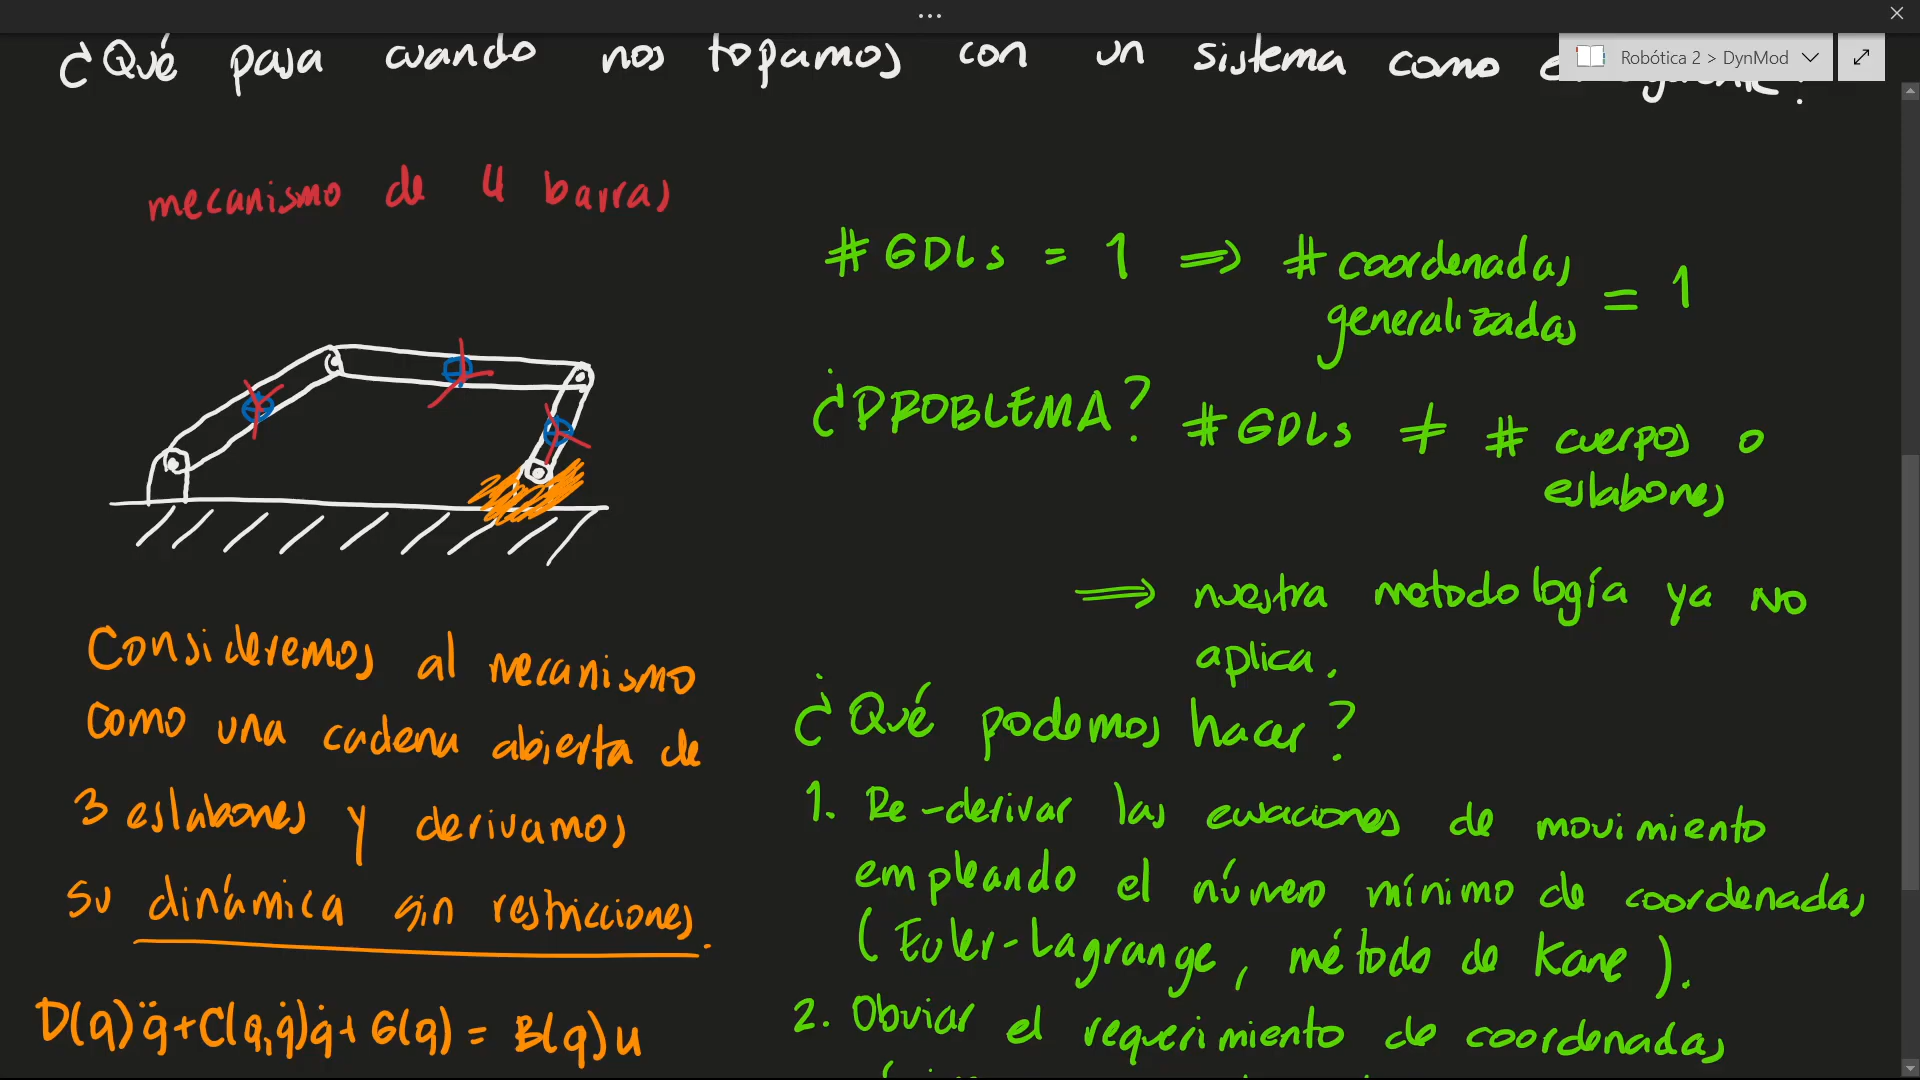 ¿Qué pasa cuando nos topamos con un sistema como
Robótica 2 > DynMod
mecanismo de 4 barras
Consideremos al mecanismo
como una cadena abierta de
3 eslabones y derivamos
su dinámica sin restricciones.
D(q)q̈+C(q,q̇)q̇+G(q) = B(q)u
#GDLs = 1 ⟹ # coordenadas
generalizadas = 1
¿PROBLEMA? #GDLs ≠ # cuerpos o
eslabones
⟹ nuestra metodología ya NO
aplica.
¿Qué podemos hacer?
1. Re-derivar las ecuaciones de movimiento
empleando el número mínimo de coordenadas
(Euler-Lagrange, método de Kane).
2. Obviar el requerimiento de coordenadas